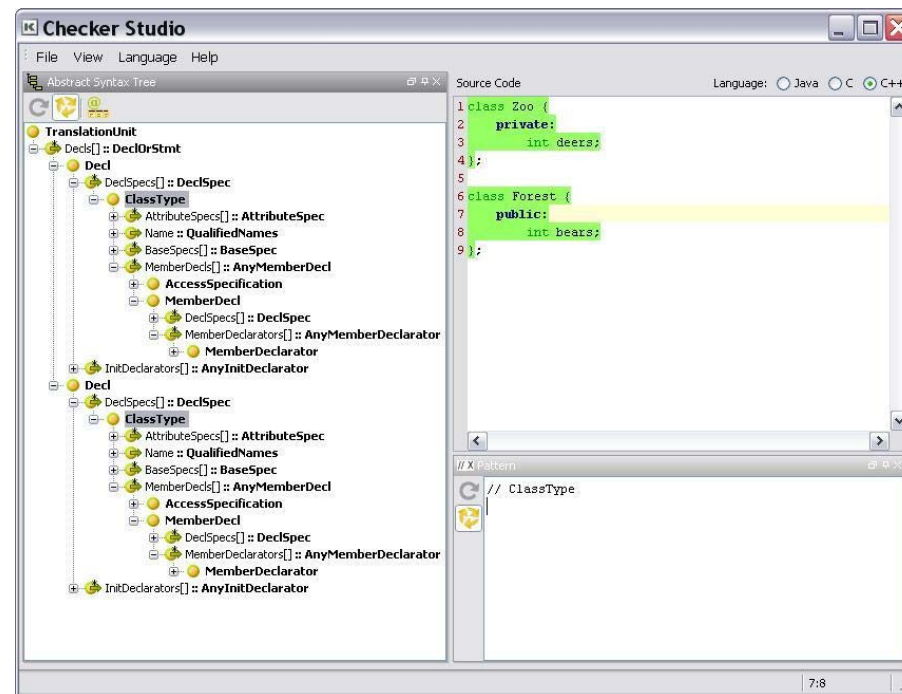 Checker Studio
File View Language Help
Abstract Syntax Tree
TranslationUnit
Decls[] :: DeclOrStmt
Decl
DeclSpecs[] :: DeclSpec
ClassType
AttributeSpecs[] :: AttributeSpec
Name :: QualifiedNames
BaseSpecs[] :: BaseSpec
MemberDecls[] :: AnyMemberDecl
AccessSpecification
MemberDecl
DeclSpecs[] :: DeclSpec
MemberDeclarators[] :: AnyMemberDeclarator
MemberDeclarator
InitDeclarators[] :: AnyInitDeclarator
Decl
DeclSpecs[] :: DeclSpec
ClassType
AttributeSpecs[] :: AttributeSpec
Name :: QualifiedNames
BaseSpecs[] :: BaseSpec
MemberDecls[] :: AnyMemberDecl
AccessSpecification
MemberDecl
DeclSpecs[] :: DeclSpec
MemberDeclarators[] :: AnyMemberDeclarator
MemberDeclarator
InitDeclarators[] :: AnyInitDeclarator
Source Code Language: Java C C++
1 class Zoo {
2 private:
3 int deers;
4 };
5
6 class Forest {
7 public:
8 int bears;
9 };
// X Pattern
// ClassType
7:8